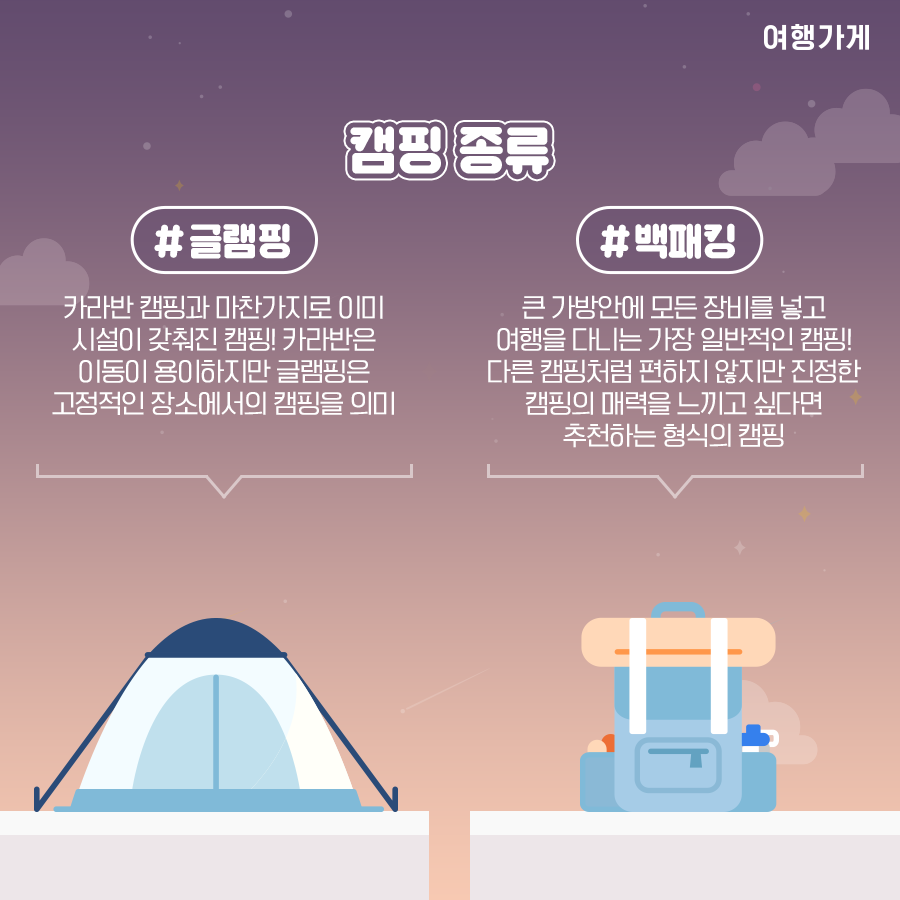 여행가게
캠핑 종류
#글램핑
카라반 캠핑과 마찬가지로 이미
시설이 갖춰진 캠핑! 카라반은
이동이 용이하지만 글램핑은
고정적인 장소에서의 캠핑을 의미
#백패킹
큰 가방안에 모든 장비를 넣고
여행을 다니는 가장 일반적인 캠핑!
다른 캠핑처럼 편하지 않지만 진정한
캠핑의 매력을 느끼고 싶다면
추천하는 형식의 캠핑